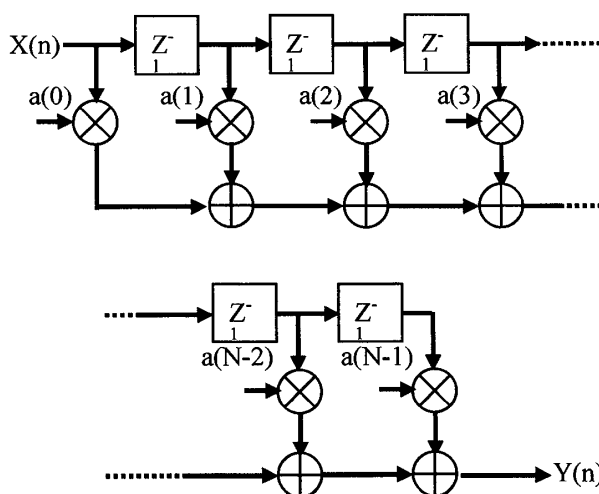 X(n)
Z⁻
1
Z⁻
1
Z⁻
1
a(0)
a(1)
a(2)
a(3)
Z⁻
1
Z⁻
1
a(N-2)
a(N-1)
Y(n)